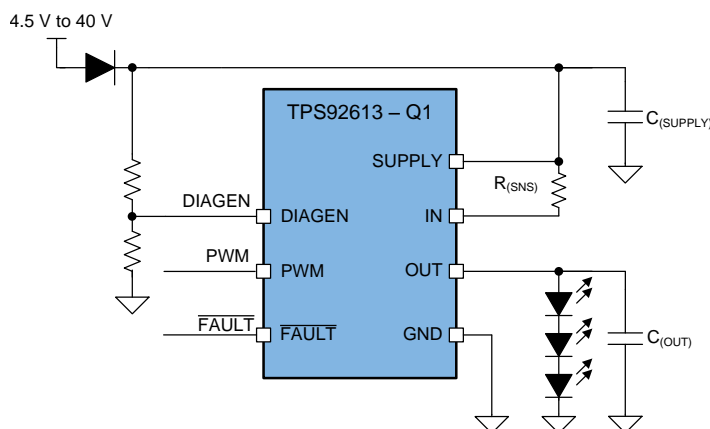 4.5 V to 40 V
TPS92613 – Q1
C(SUPPLY)
SUPPLY
R(SNS)
DIAGEN
DIAGEN
IN
PWM
PWM
OUT
FAULT
FAULT
GND
C(OUT)